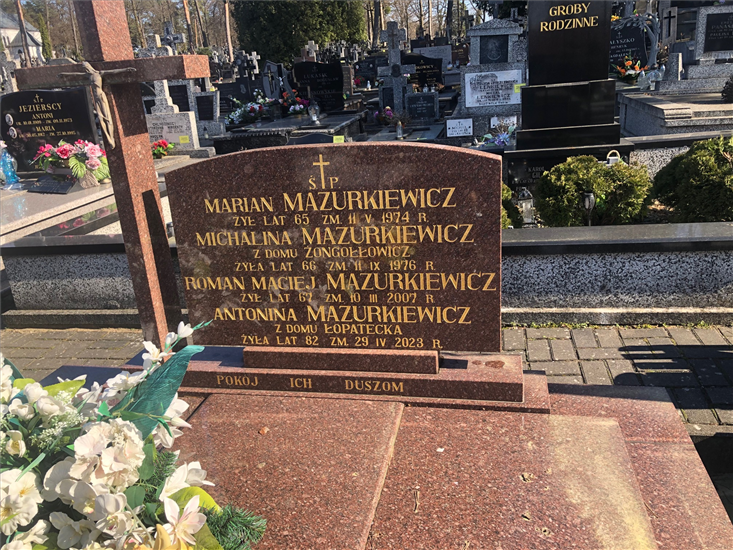 GROBY
RODZINNE
JEZIERSCY
ANTONI
MARIA
Ś P
MARIAN MAZURKIEWICZ
ŻYŁ LAT 65 ZM. 11 V 1974 R.
MICHALINA MAZURKIEWICZ
Z DOMU ZONGOŁŁOWICZ
ŻYŁA LAT 66 ZM. 11 IX 1976 R.
ROMAN MACIEJ MAZURKIEWICZ
ŻYŁ LAT 67 ZM. 10 III 2007 R.
ANTONINA MAZURKIEWICZ
Z DOMU ŁOPATECKA
ŻYŁA LAT 82 ZM. 29 IV 2023 R.
POKÓJ ICH DUSZOM